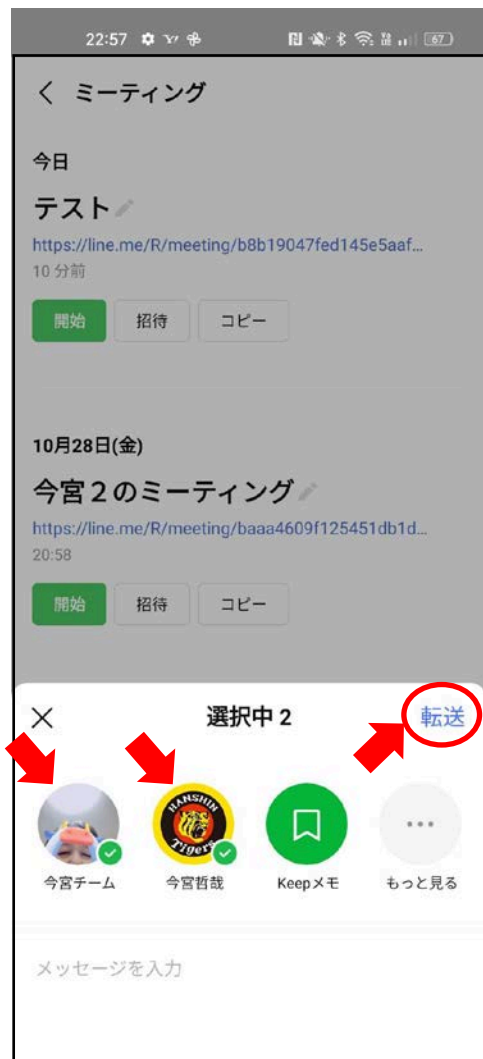 22:57
67
ミーティング
今日
テスト
https://line.me/R/meeting/b8b19047fed145e5aaf...
10 分前
開始 招待 コピー
10月28日(金)
今宮２のミーティング
https://line.me/R/meeting/baaa4609f125451db1d...
20:58
開始 招待 コピー
選択中 2 転送
HANSHIN
Tigers
今宮チーム 今宮哲哉 Keepメモ もっと見る
メッセージを入力